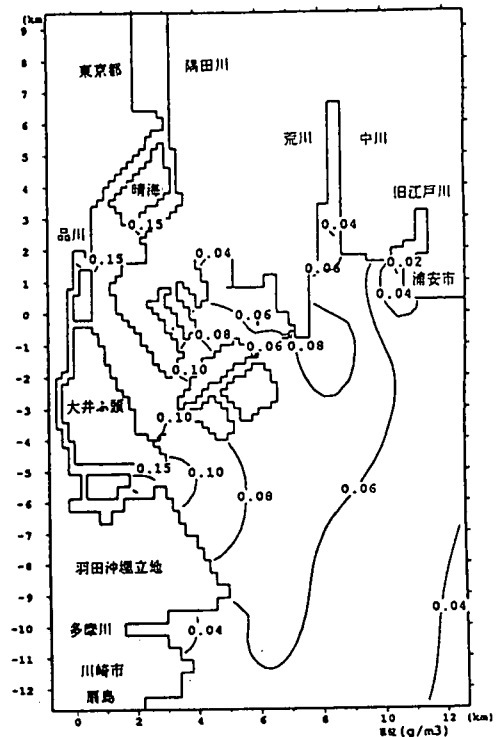 (km
9
8
7
6
5
4
3
2
1
0
-1
-2
-3
-4
-5
-6
-7
-8
-9
-10
-11
-12
東京都
隅田川
荒川
中川
旧江戸川
晴海
品川
浦安市
大井ふ頭
羽田沖埋立地
多摩川
川崎市
扇島
0.15
0.15
0.04
0.04
0.06
0.02
0.04
0.06
0.08
0.06
0.08
0.10
0.10
0.15
0.10
0.08
0.06
0.04
0.04
0 2 4 6 8 10 12 (km)
(g/m3)